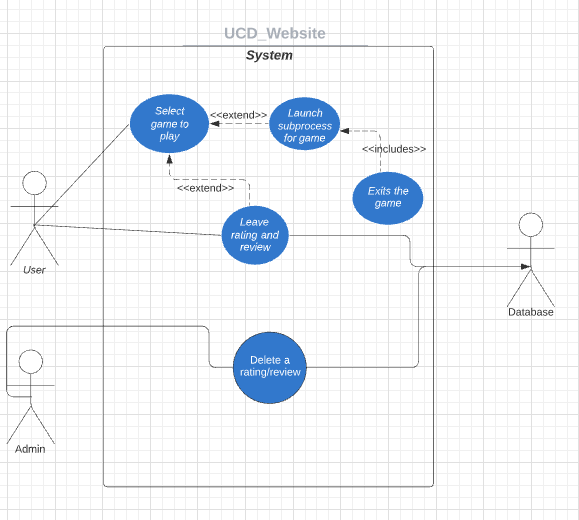 UCD_Website
System
Select
game to
play
<<extend>>
Launch
subprocess
for game
<<includes>>
<<extend>>
Exits the
game
Leave
rating and
review
User
Database
Delete a
rating/review
Admin